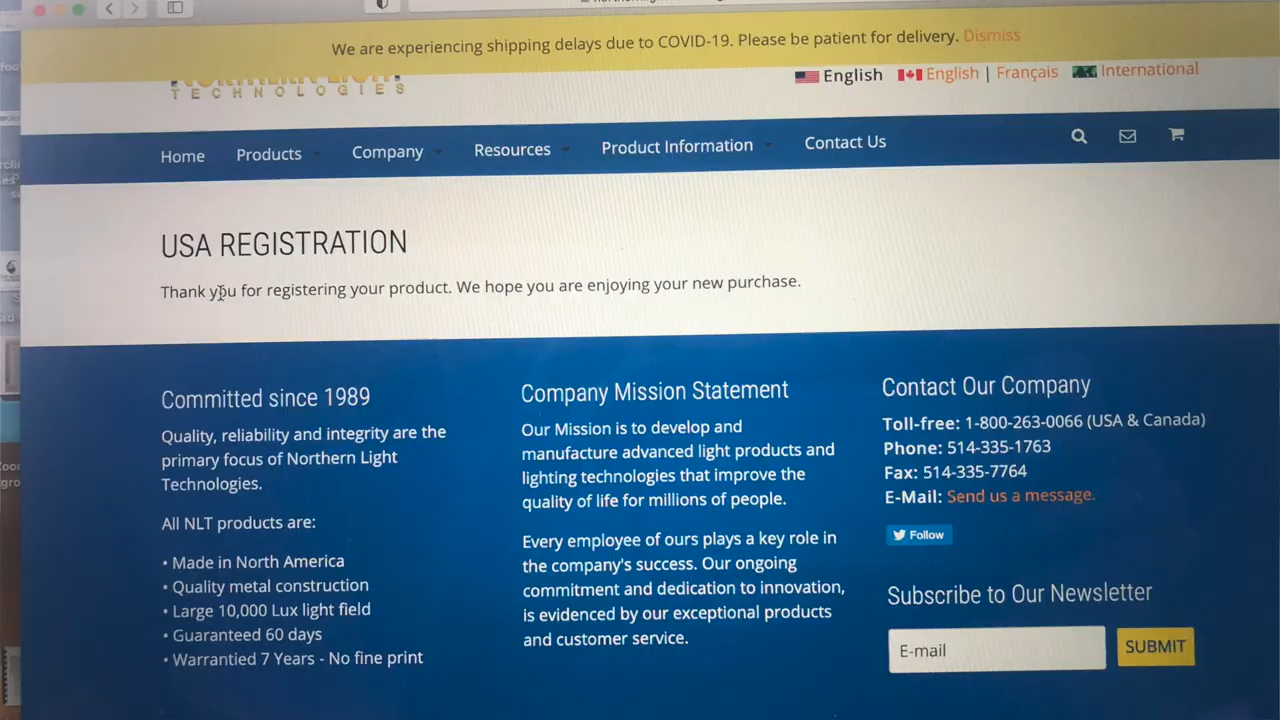 We are experiencing shipping delays due to COVID-19. Please be patient for delivery. Dismiss
TECHNOLOGIES
English English | Français International
Home Products Company Resources Product Information Contact Us
USA REGISTRATION
Thank you for registering your product. We hope you are enjoying your new purchase.
Committed since 1989
Quality, reliability and integrity are the
primary focus of Northern Light
Technologies.
All NLT products are:
• Made in North America
• Quality metal construction
• Large 10,000 Lux light field
• Guaranteed 60 days
• Warrantied 7 Years - No fine print
Company Mission Statement
Our Mission is to develop and
manufacture advanced light products and
lighting technologies that improve the
quality of life for millions of people.
Every employee of ours plays a key role in
the company's success. Our ongoing
commitment and dedication to innovation,
is evidenced by our exceptional products
and customer service.
Contact Our Company
Toll-free: 1-800-263-0066 (USA & Canada)
Phone: 514-335-1763
Fax: 514-335-7764
E-Mail: Send us a message.
Follow
Subscribe to Our Newsletter
E-mail SUBMIT